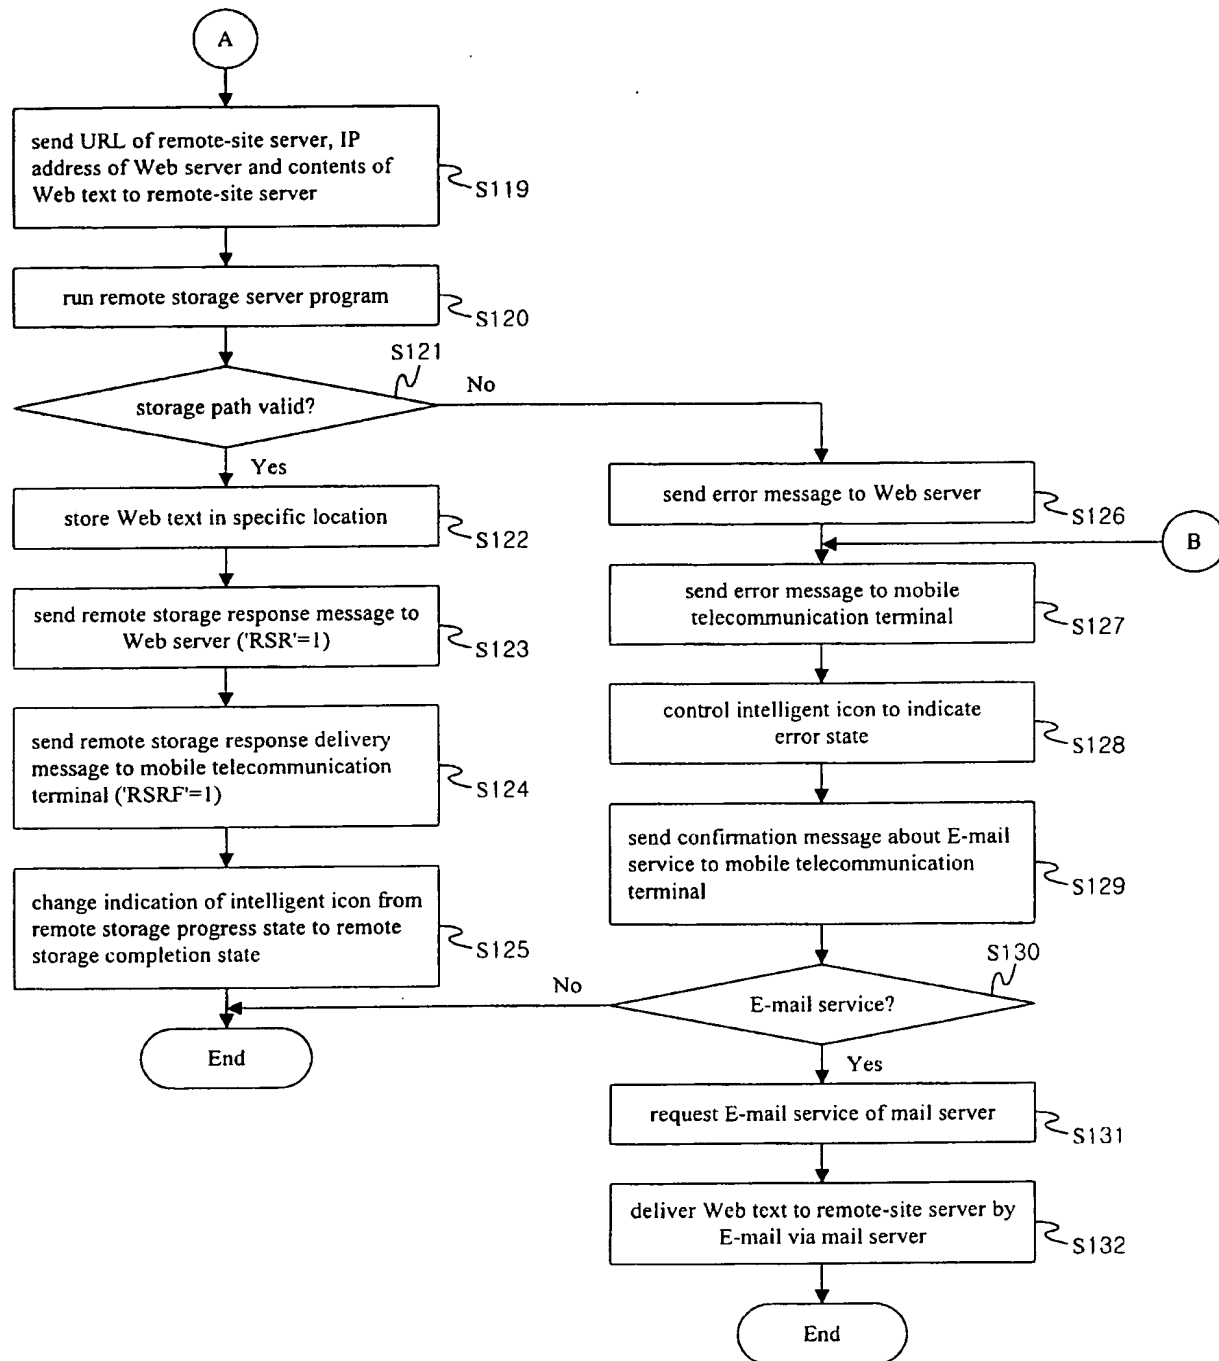 A
send URL of remote-site server, IP
address of Web server and contents of
Web text to remote-site server
S119
run remote storage server program
S120
S121
storage path valid?
No
Yes
store Web text in specific location
S122
send remote storage response message to
Web server ('RSR'=1)
S123
send remote storage response delivery
message to mobile telecommunication
terminal ('RSRF'=1)
S124
change indication of intelligent icon from
remote storage progress state to remote
storage completion state
S125
End
send error message to Web server
S126
B
send error message to mobile
telecommunication terminal
S127
control intelligent icon to indicate
error state
S128
send confirmation message about E-mail
service to mobile telecommunication
terminal
S129
S130
E-mail service?
No
Yes
request E-mail service of mail server
S131
deliver Web text to remote-site server by
E-mail via mail server
S132
End